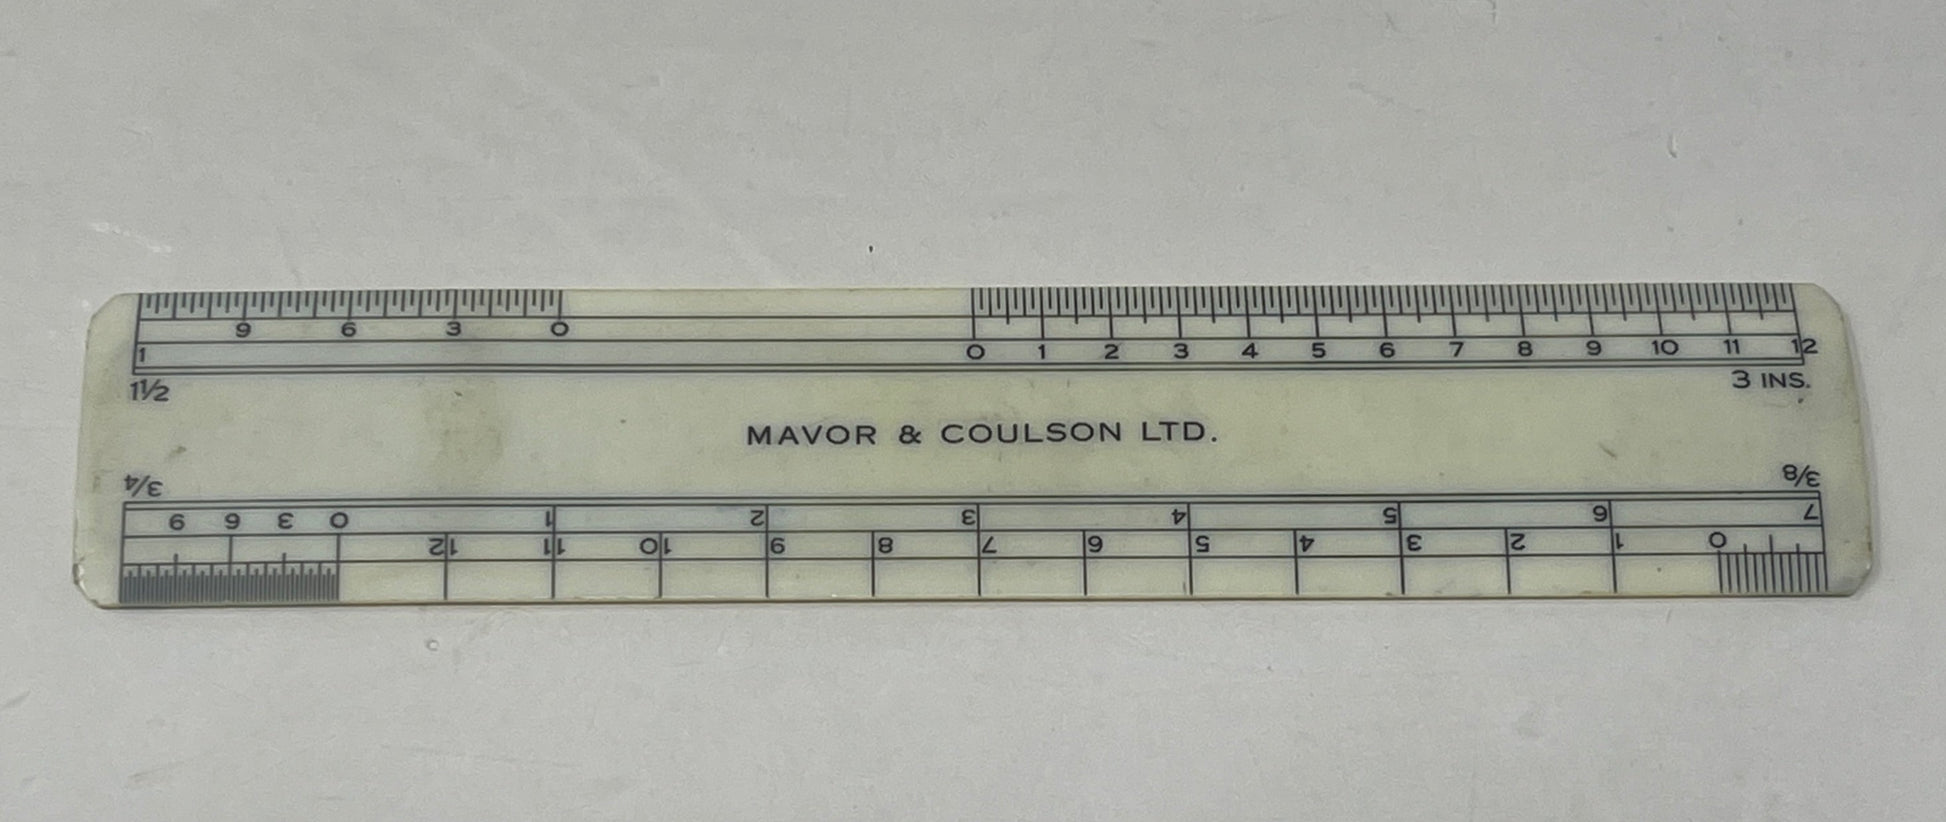 9 6 3 0
1 0 1 2 3 4 5 6 7 8 9 10 11 12
1½ 3 INS.
MAVOR & COULSON LTD.
3/4 3/8
9 6 3 0 1 2 3 4 5 6 7
12 11 10 9 8 7 6 5 4 3 2 1 0